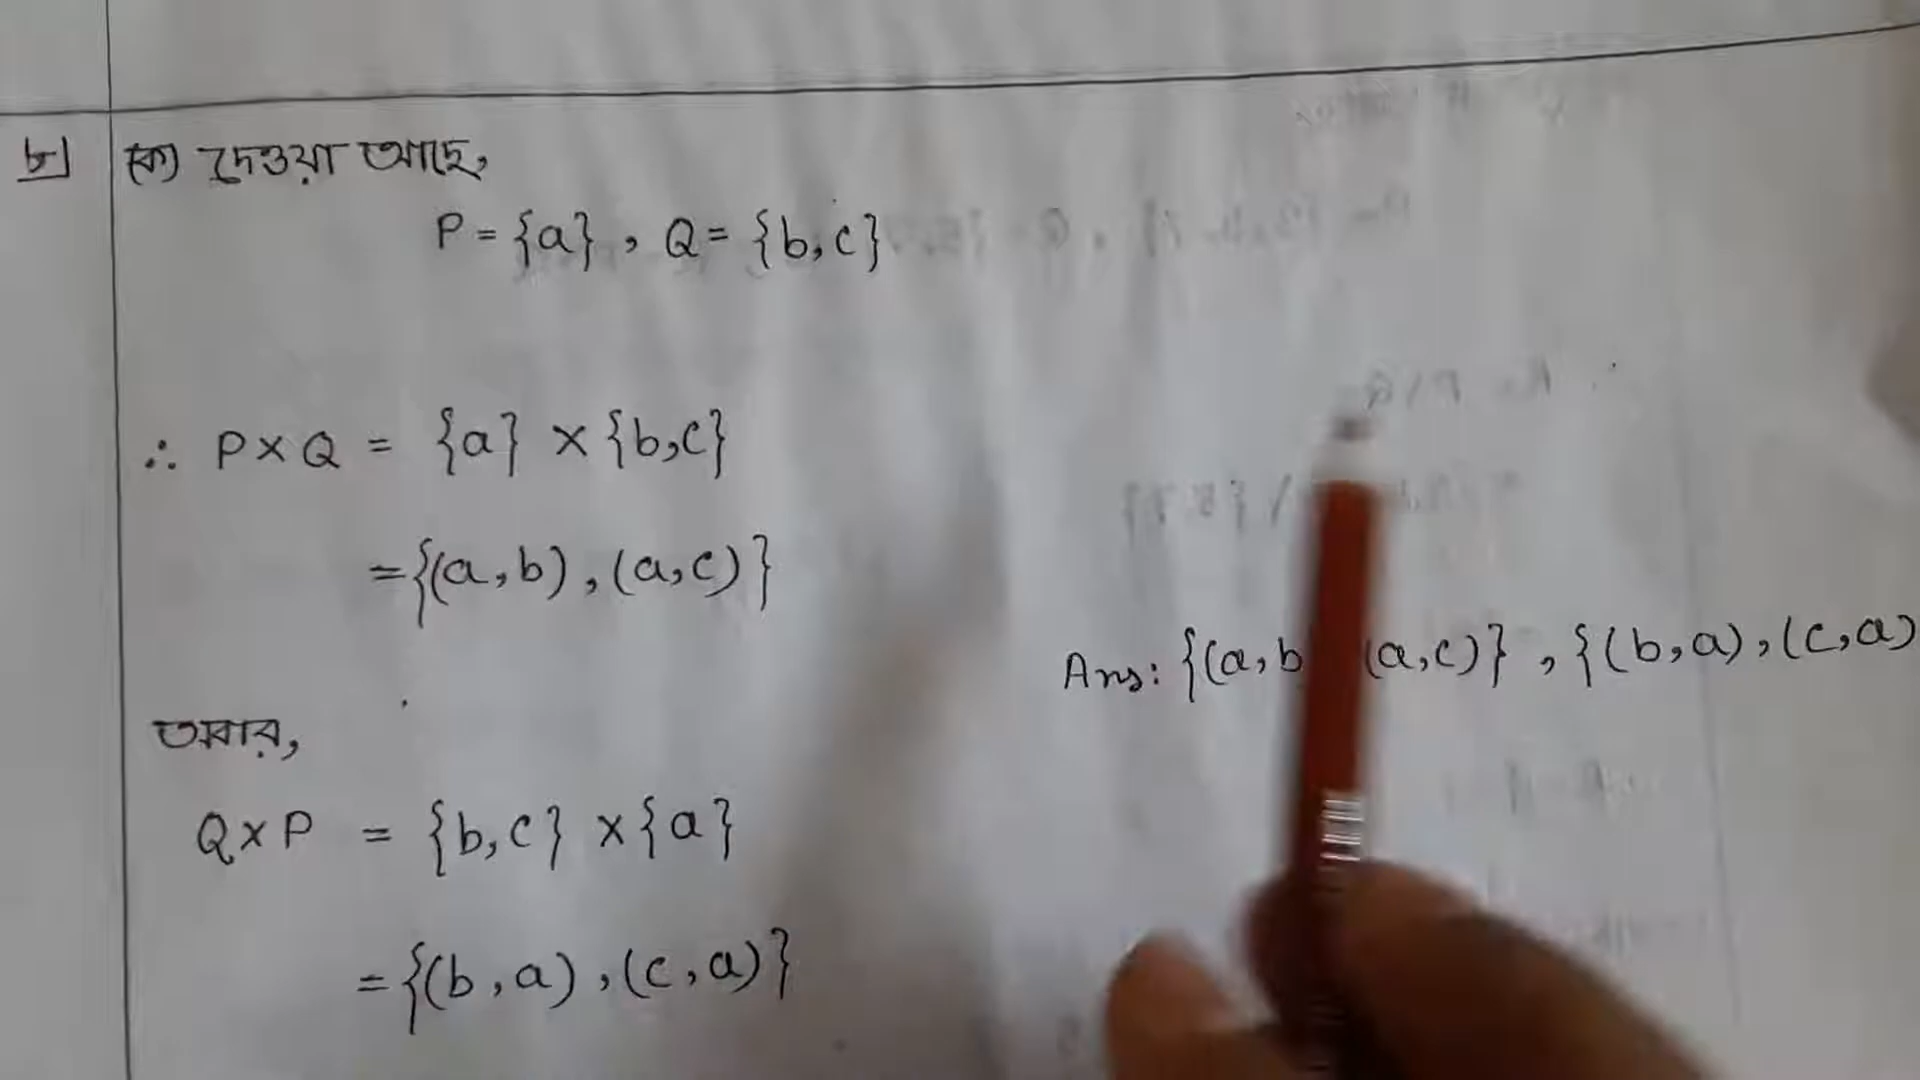 ৮| (ক) দেওয়া আছে,
P = {a}, Q = {b, c}
∴ P×Q = {a} × {b,c}
= {(a, b), (a, c)}
Ans: {(a, b (a, c)}, {(b, a), (c, a)
আবার,
Q×P = {b, c} × {a}
= {(b, a), (c, a)}